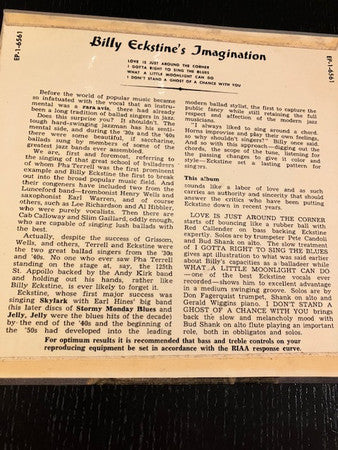 EP-1-6561
Billy Eckstine's Imagination
EP-1-6561
LOVE IS JUST AROUND THE CORNER
I GOTTA RIGHT TO SING THE BLUES
WHAT A LITTLE MOONLIGHT CAN DO
I DON'T STAND A GHOST OF A CHANCE WITH YOU
Before the world of popular music became
so infatuated with the vocal that an instru-
mental was a rara avis, there had already
been a long tradition of ballad singers in jazz.
Does this surprise you? It shouldn't. The
tough hard-swinging jazzman has his senti-
mental side, and during the '30s and the '40s
there were some beautiful, if saccharine,
ballads sung by members of some of the
greatest jazz bands ever assembled.
We are, first and foremost, referring to
the singing of that great school of balladeers
of whom Pha Terrell was the first prominent
example and Billy Eckstine the first to break
out into the broad popular music field. And
their congeners have included two from the
Lunceford band—trombonist Henry Wells and
saxophonist Earl Warren, and of course
others, such as Lee Richardson and Al Hibbler,
who were purely vocalists. Then there are
Cab Calloway and Slim Gaillard, oddly enough,
who are capable of singing lush ballads with
the best.
Actually, despite the success of Grissom,
Wells, and others, Terrell and Eckstine were
the two great ballad singers from the '30s
and '40s. No one who ever saw Pha Terrell
standing on the stage at, say, the 125th
St. Appollo backed by the Andy Kirk band
and holding out his hands, rather like
Billy Eckstine, is ever likely to forget it.
Eckstine, whose first major success was
singing Skylark with Earl Hines' big band
(his later discs of Stormy Monday Blues and
Jelly, Jelly were the blues hits of the decade)
by the end of the '40s and the beginning of
the '50s had developed into the leading
modern ballad stylist, the first to capture the
public fancy while still retaining the full
respect and affection of the modern jazz
musicians.
"I always liked to sing around a chord.
Horns improvise and play their own feelings,
so why shouldn't singers?" Billy once said.
And so with this approach—digging out the
chords, the scope of the tune, listening for
the passing changes to give it color and
style—Eckstine set a lasting pattern for
singers.
This album
sounds like a labor of love and as such
carries an authority and sincerity that should
answer the critics who have been putting
Eckstine down in recent years.
LOVE IS JUST AROUND THE CORNER
starts off bouncing like a rubber ball with
Red Callender on bass backing Eckstine
expertly. Solos are by trumpeter Pete Candoli
and Bud Shank on alto. The slow treatment
of I GOTTA RIGHT TO SING THE BLUES
gives apt illustration to what was said earlier
about Billy's capacities as a balladeer while
WHAT A LITTLE MOONLIGHT CAN DO
—one of the best Eckstine vocals ever
recorded—shows him to excellent advantage
in a medium swinging groove. Solos are by
Don Fagerquist trumpet, Shank on alto and
Gerald Wiggins piano. I DON'T STAND A
GHOST OF A CHANCE WITH YOU brings
back the slow and melancholy mood with
Bud Shank on alto flute playing an important
role, both in obbligato and solos.
For optimum results it is recommended that bass and treble controls on your
reproducing equipment be set in accordance with the RIAA response curve.